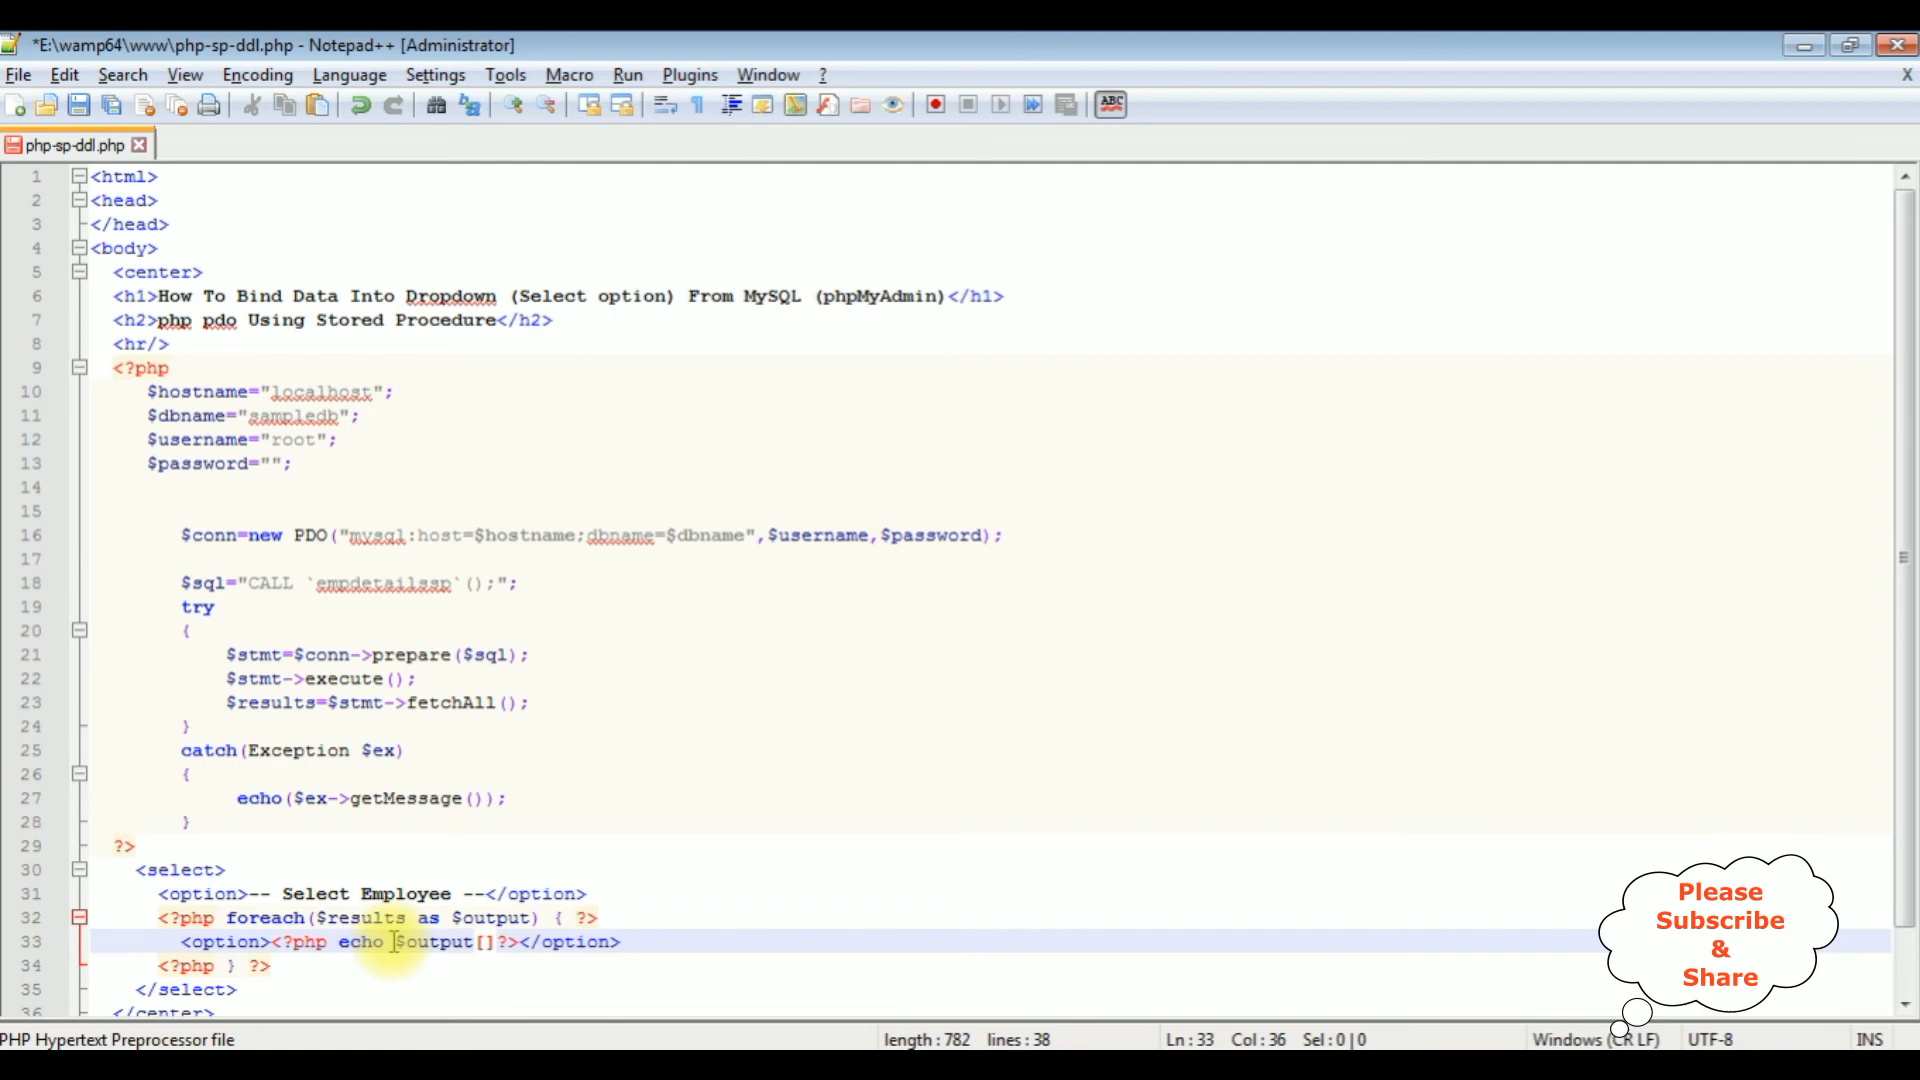 *E:\wamp64\www\php-sp-ddl.php - Notepad++ [Administrator]
File Edit Search View Encoding Language Settings Tools Macro Run Plugins Window ? X
ABC
php-sp-ddl.php
1 <html>
2 <head>
3 </head>
4 <body>
5 <center>
6 <h1>How To Bind Data Into Dropdown (Select option) From MySQL (phpMyAdmin)</h1>
7 <h2>php pdo Using Stored Procedure</h2>
8 <hr/>
9 <?php
10 $hostname="localhost";
11 $dbname="sampledb";
12 $username="root";
13 $password="";
14
15
16 $conn=new PDO("mysql:host=$hostname;dbname=$dbname",$username,$password);
17
18 $sql="CALL `empdetailssp`();";
19 try
20 {
21 $stmt=$conn->prepare($sql);
22 $stmt->execute();
23 $results=$stmt->fetchAll();
24 }
25 catch(Exception $ex)
26 {
27 echo($ex->getMessage());
28 }
29 ?>
30 <select>
31 <option>-- Select Employee --</option>
32 <?php foreach($results as $output) { ?>
33 <option><?php echo $output[]?></option>
34 <?php } ?>
35 </select>
36 </center>
Please
Subscribe
&
Share
PHP Hypertext Preprocessor file length : 782 lines : 38 Ln : 33 Col : 36 Sel : 0 | 0 Windows (CR LF) UTF-8 INS